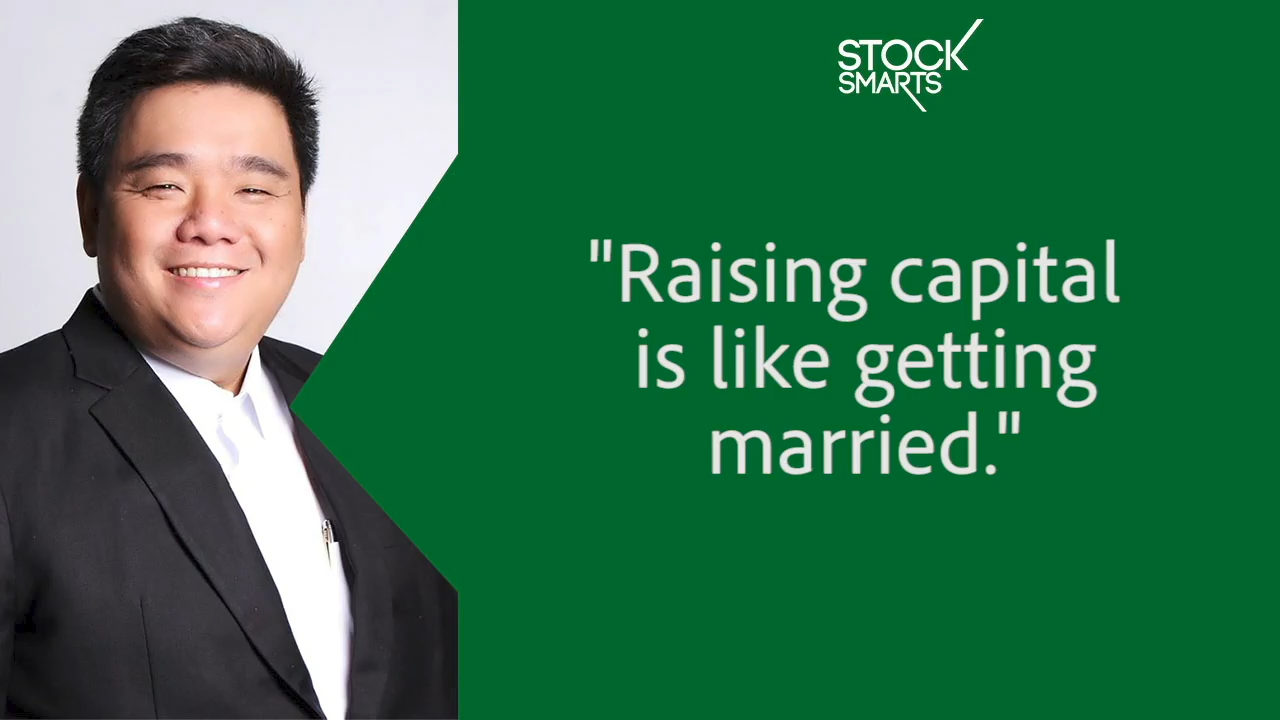 STOCK
SMARTS
"Raising capital
is like getting
married."